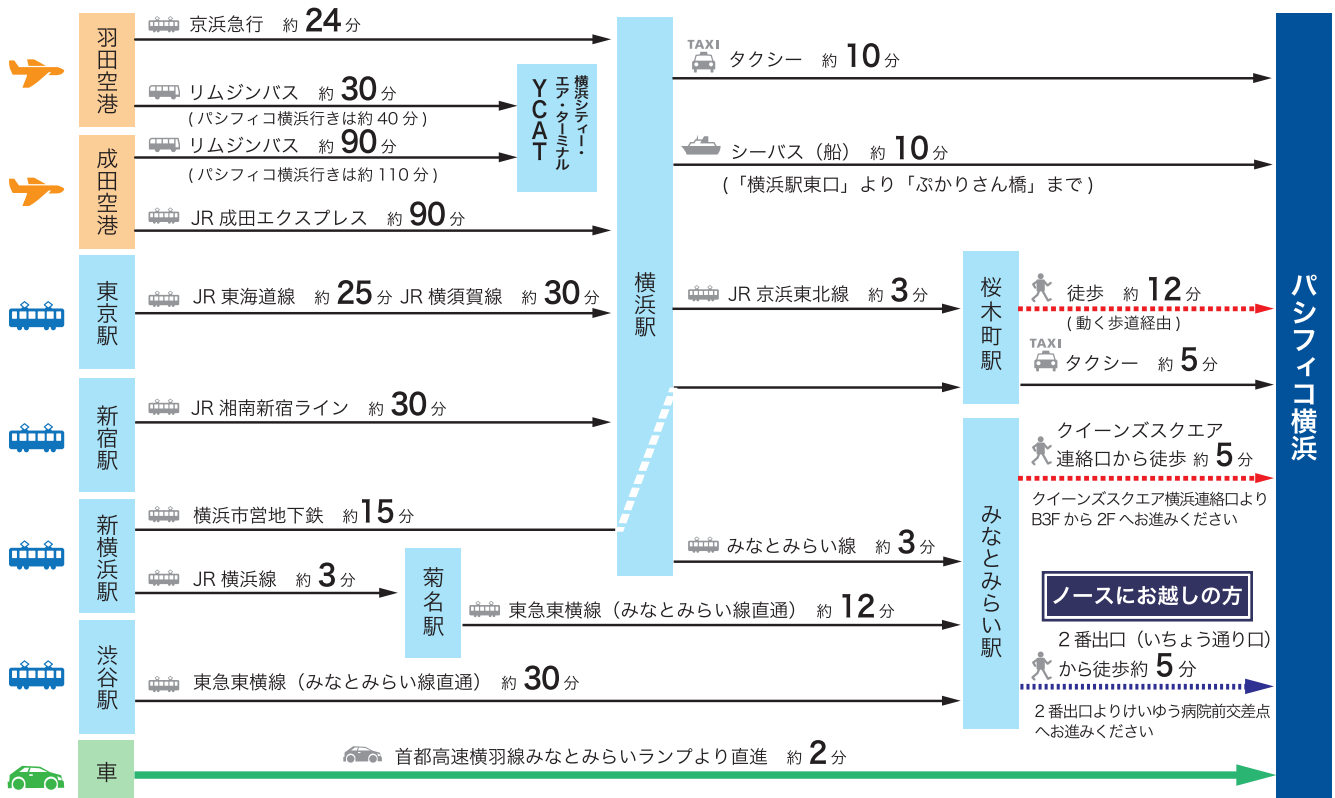 羽田空港
京浜急行 約24分
リムジンバス 約30分
(パシフィコ横浜行きは約40分)
成田空港
リムジンバス 約90分
(パシフィコ横浜行きは約110分)
JR成田エクスプレス 約90分
横浜シティー・
エア・ターミナル
YCAT
東京駅
JR東海道線 約25分 JR横須賀線 約30分
新宿駅
JR湘南新宿ライン 約30分
新横浜駅
横浜市営地下鉄 約15分
JR横浜線 約3分
菊名駅
東急東横線（みなとみらい線直通） 約12分
渋谷駅
東急東横線（みなとみらい線直通） 約30分
車
首都高速横羽線みなとみらいランプより直進 約2分
横浜駅
TAXI
タクシー 約10分
シーバス（船） 約10分
(「横浜駅東口」より「ぷかりさん橋」まで)
JR京浜東北線 約3分
みなとみらい線 約3分
桜木町駅
徒歩 約12分
(動く歩道経由)
TAXI
タクシー 約5分
みなとみらい駅
クイーンズスクエア
連絡口から徒歩 約5分
クイーンズスクエア横浜連絡口より
B3Fから2Fへお進みください
ノースにお越しの方
2番出口（いちょう通り口）
から徒歩約5分
2番出口よりけいゆう病院前交差点
へお進みください
パシフィコ横浜